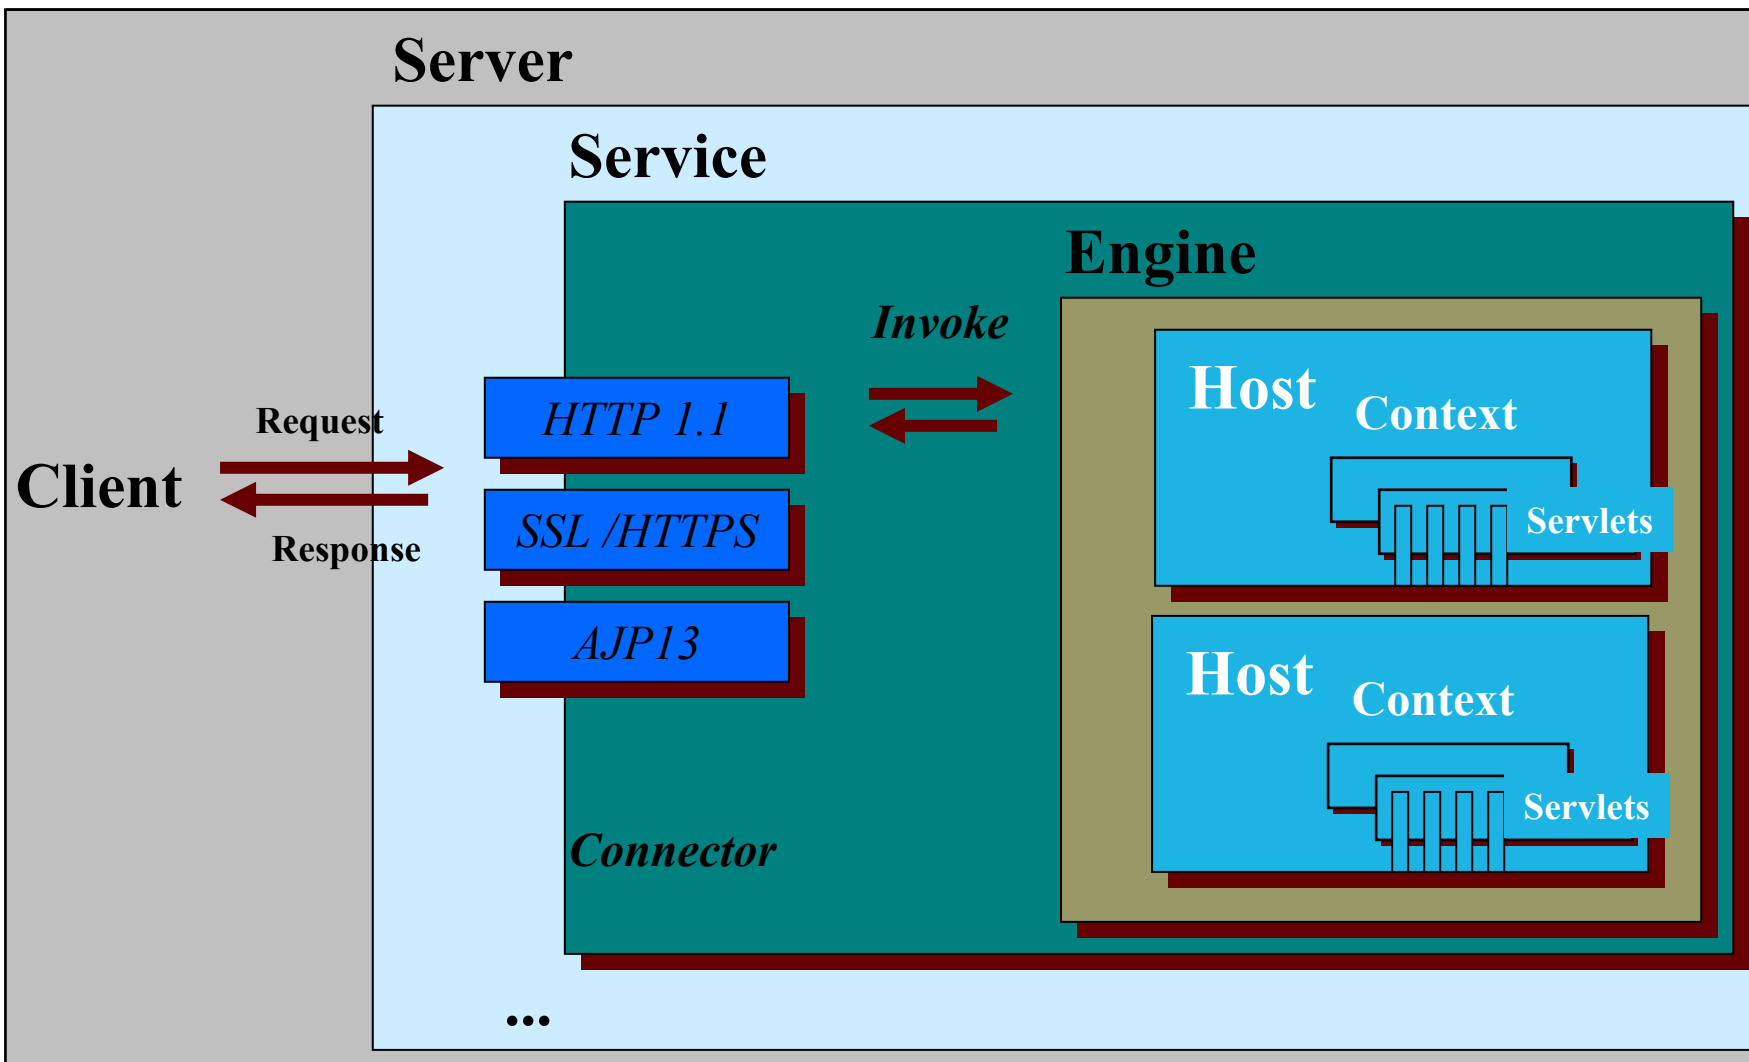 Server
Service
Engine
Invoke
Host
Context
Servlets
HTTP 1.1
Request
Client
SSL /HTTPS
Response
AJP13
Host
Context
Servlets
Connector
...